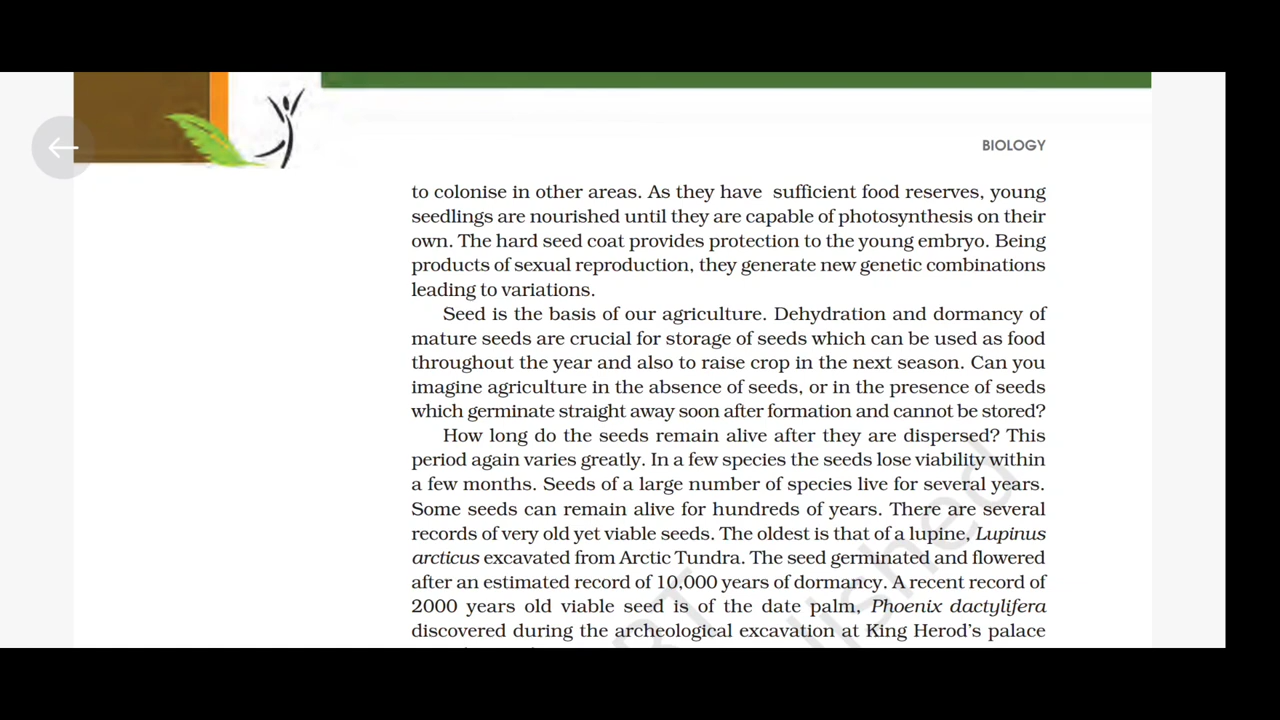 BIOLOGY
to colonise in other areas. As they have sufficient food reserves, young
seedlings are nourished until they are capable of photosynthesis on their
own. The hard seed coat provides protection to the young embryo. Being
products of sexual reproduction, they generate new genetic combinations
leading to variations.
Seed is the basis of our agriculture. Dehydration and dormancy of
mature seeds are crucial for storage of seeds which can be used as food
throughout the year and also to raise crop in the next season. Can you
imagine agriculture in the absence of seeds, or in the presence of seeds
which germinate straight away soon after formation and cannot be stored?
How long do the seeds remain alive after they are dispersed? This
period again varies greatly. In a few species the seeds lose viability within
a few months. Seeds of a large number of species live for several years.
Some seeds can remain alive for hundreds of years. There are several
records of very old yet viable seeds. The oldest is that of a lupine, Lupinus
arcticus excavated from Arctic Tundra. The seed germinated and flowered
after an estimated record of 10,000 years of dormancy. A recent record of
2000 years old viable seed is of the date palm, Phoenix dactylifera
discovered during the archeological excavation at King Herod's palace